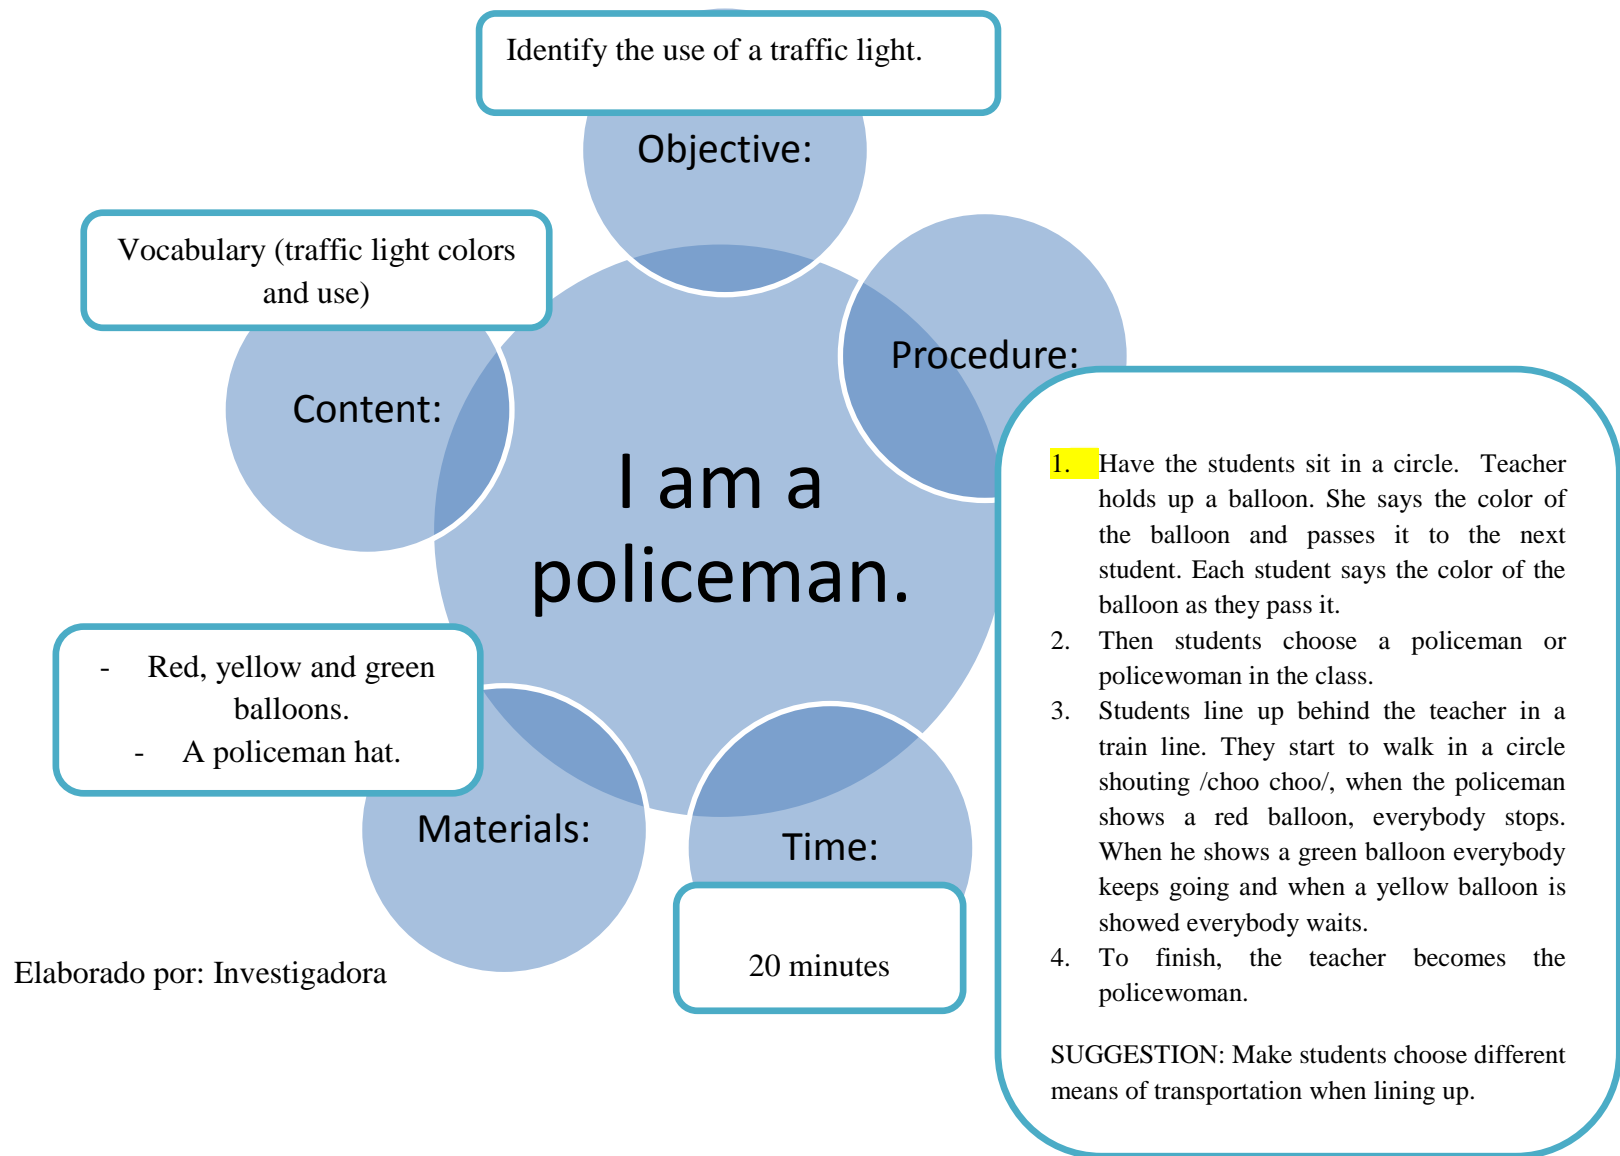 Identify the use of a traffic light.
Objective:
Vocabulary (traffic light colors
and use)
Content:
Procedure:
I am a
policeman.
1. Have the students sit in a circle. Teacher
holds up a balloon. She says the color of
the balloon and passes it to the next
student. Each student says the color of the
balloon as they pass it.
2. Then students choose a policeman or
policewoman in the class.
3. Students line up behind the teacher in a
train line. They start to walk in a circle
shouting /choo choo/, when the policeman
shows a red balloon, everybody stops.
When he shows a green balloon everybody
keeps going and when a yellow balloon is
showed everybody waits.
4. To finish, the teacher becomes the
policewoman.
SUGGESTION: Make students choose different
means of transportation when lining up.
- Red, yellow and green
balloons.
- A policeman hat.
Materials:
Time:
20 minutes
Elaborado por: Investigadora